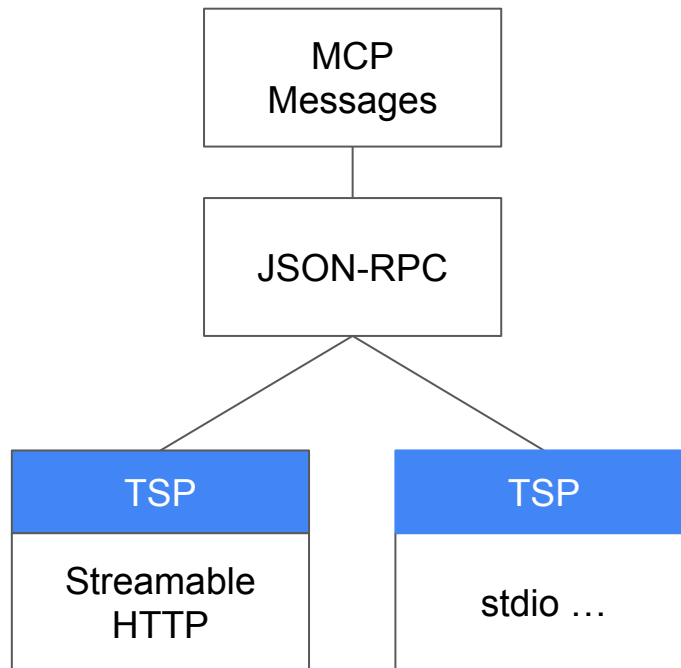 MCP
Messages
JSON-RPC
TSP
TSP
Streamable
HTTP
stdio …